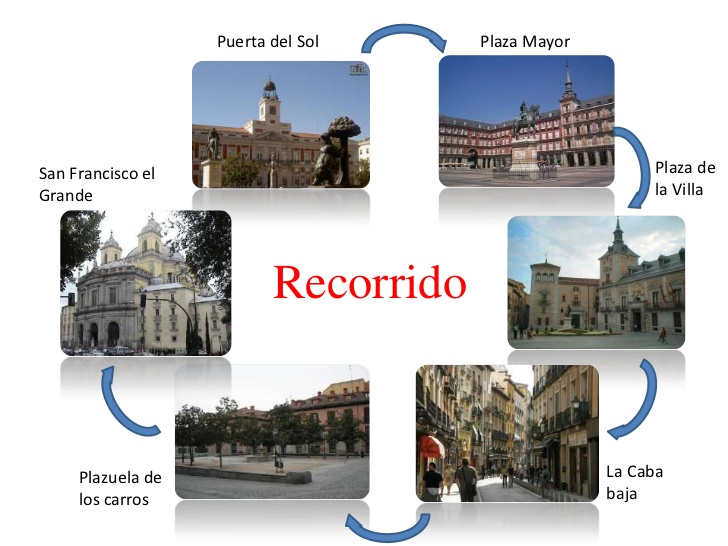 Puerta del Sol
Plaza Mayor
Plaza de
la Villa
San Francisco el
Grande
Recorrido
La Caba
baja
Plazuela de
los carros